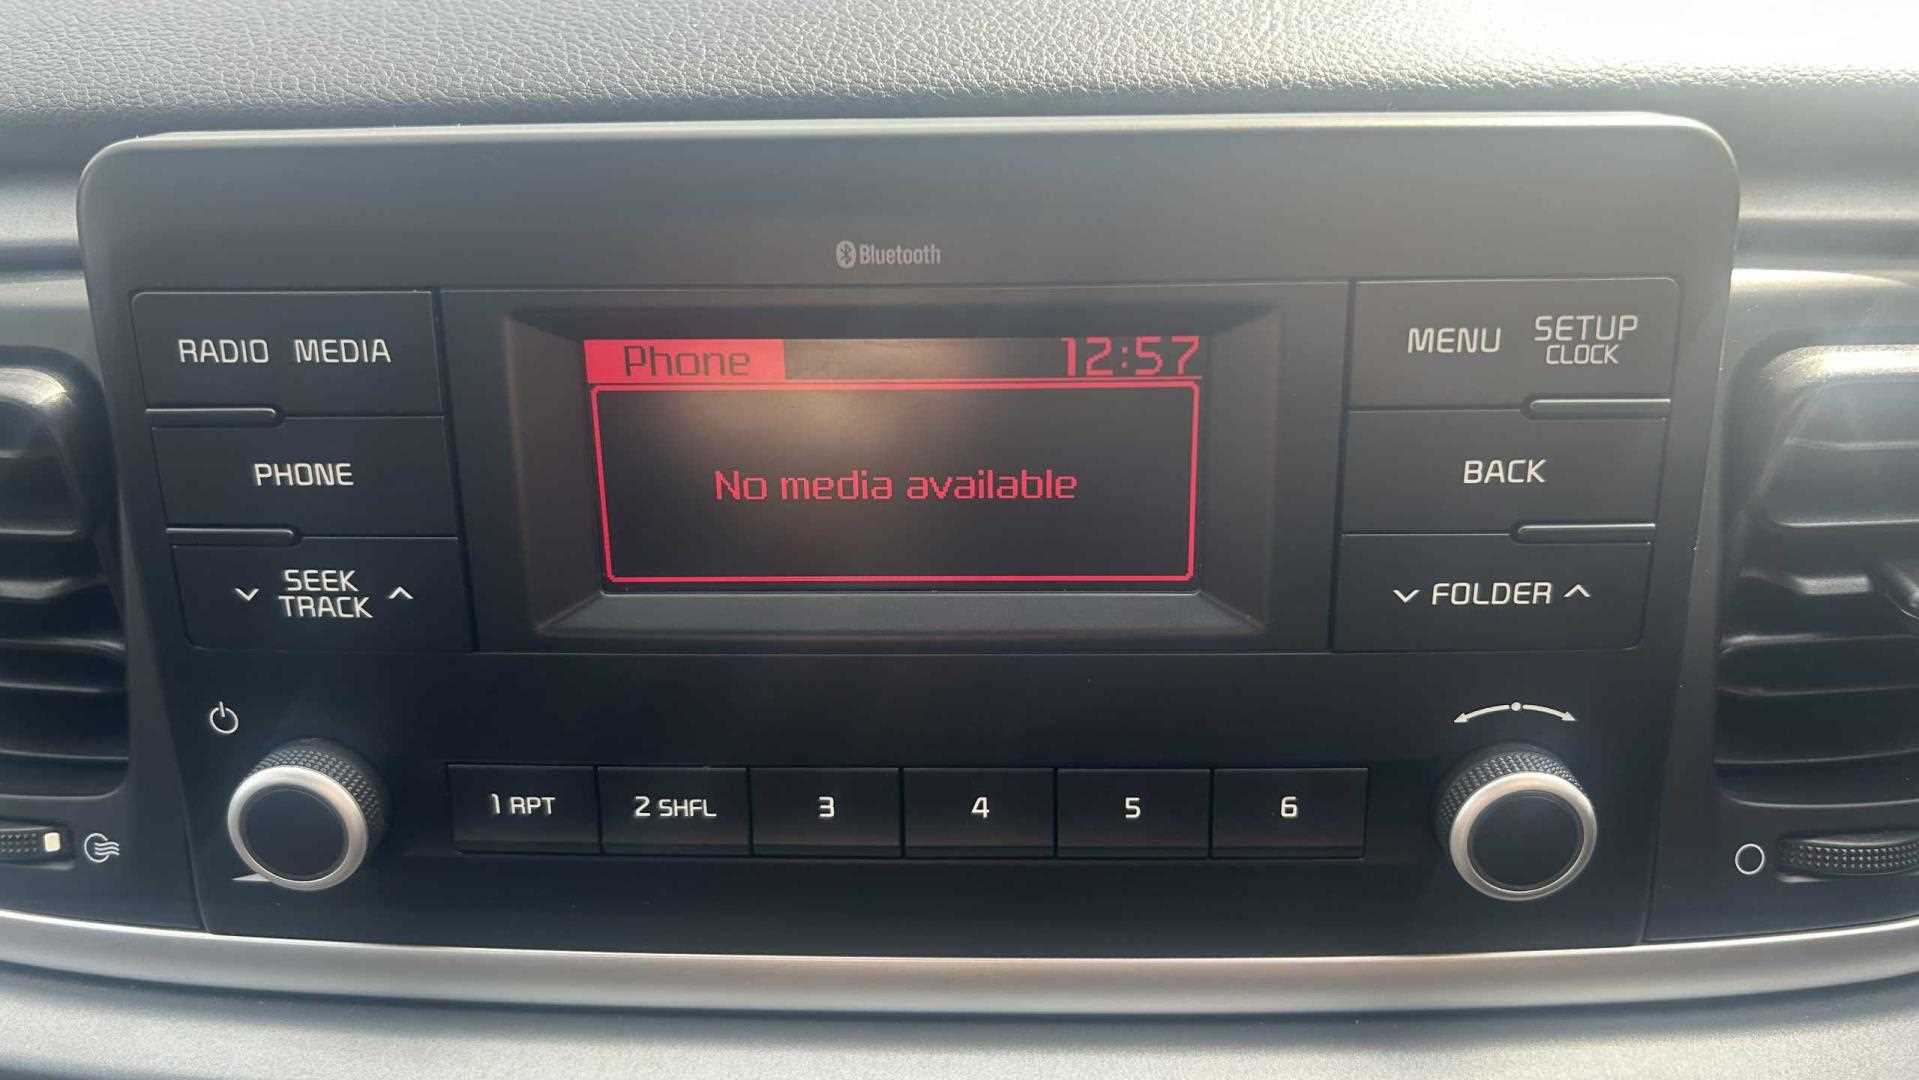 Bluetooth
RADIO MEDIA
PHONE
SEEK
TRACK
Phone 12:57
No media available
MENU SETUP
CLOCK
BACK
FOLDER
1 RPT 2 SHFL 3 4 5 6